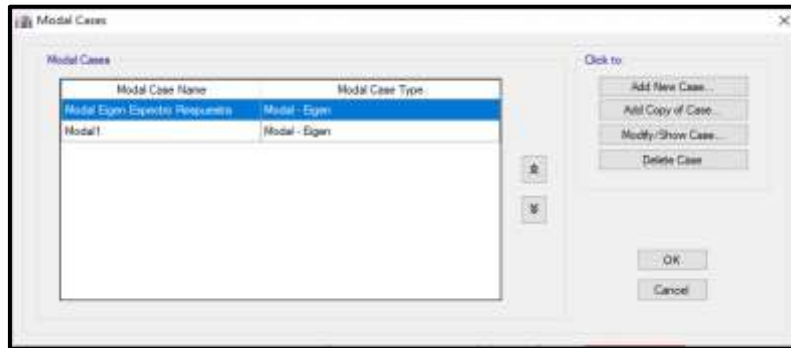 Modal Cases
Modal Cases
Click to:
Modal Case Name Modal Case Type
Modal Eigen Espectro Respuesta Modal - Eigen
Modal1 Modal - Eigen
Add New Case...
Add Copy of Case...
Modify/Show Case...
Delete Case
OK
Cancel